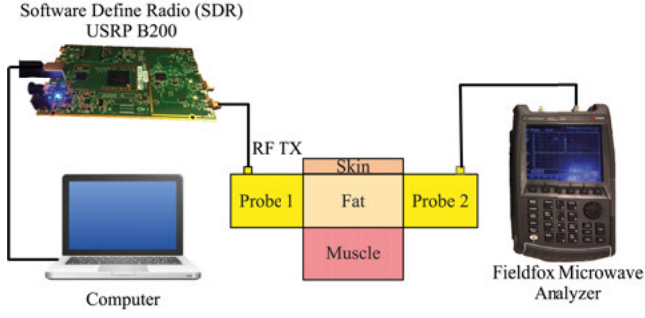 Software Define Radio (SDR)
USRP B200
RF TX
Skin
Probe 1
Fat
Probe 2
Muscle
Computer
Fieldfox Microwave
Analyzer